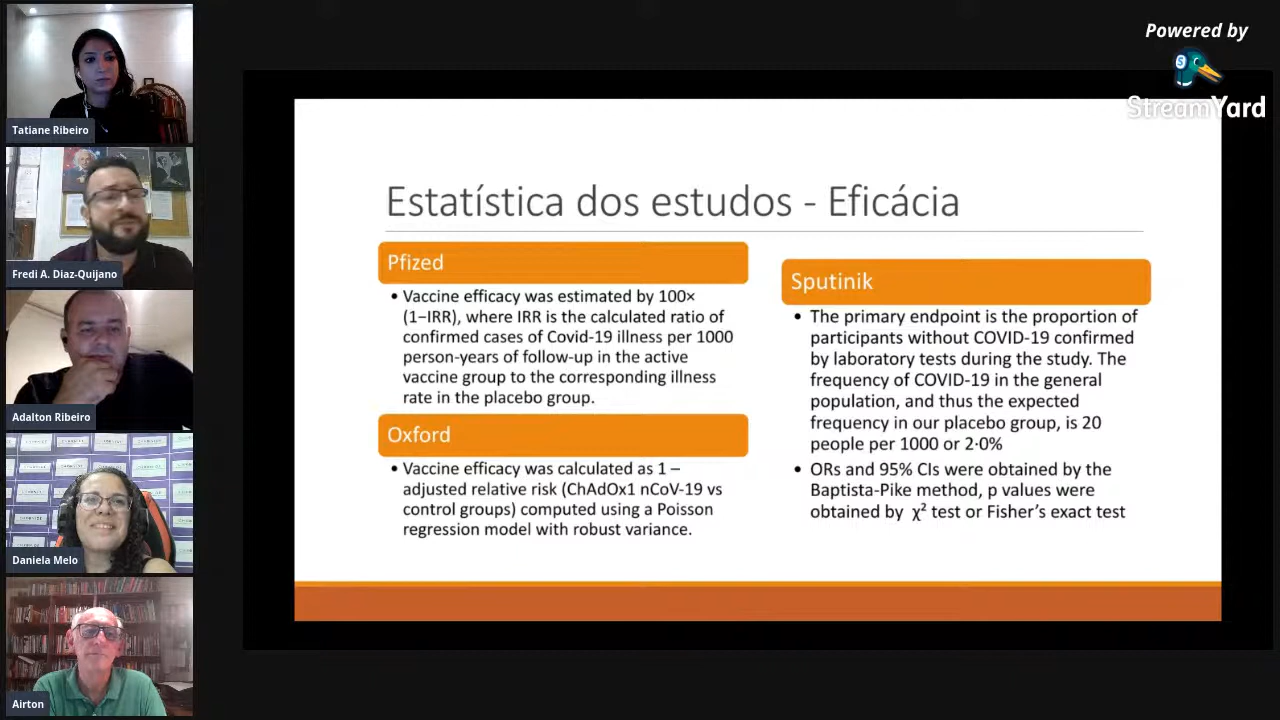 Powered by
StreamYard
Tatiane Ribeiro
Fredi A. Diaz-Quijano
Adalton Ribeiro
Daniela Melo
Airton
Estatística dos estudos - Eficácia
Pfized
• Vaccine efficacy was estimated by 100×
(1−IRR), where IRR is the calculated ratio of
confirmed cases of Covid-19 illness per 1000
person-years of follow-up in the active
vaccine group to the corresponding illness
rate in the placebo group.
Oxford
• Vaccine efficacy was calculated as 1 –
adjusted relative risk (ChAdOx1 nCoV-19 vs
control groups) computed using a Poisson
regression model with robust variance.
Sputinik
• The primary endpoint is the proportion of
participants without COVID-19 confirmed
by laboratory tests during the study. The
frequency of COVID-19 in the general
population, and thus the expected
frequency in our placebo group, is 20
people per 1000 or 2·0%
• ORs and 95% CIs were obtained by the
Baptista-Pike method, p values were
obtained by χ² test or Fisher’s exact test